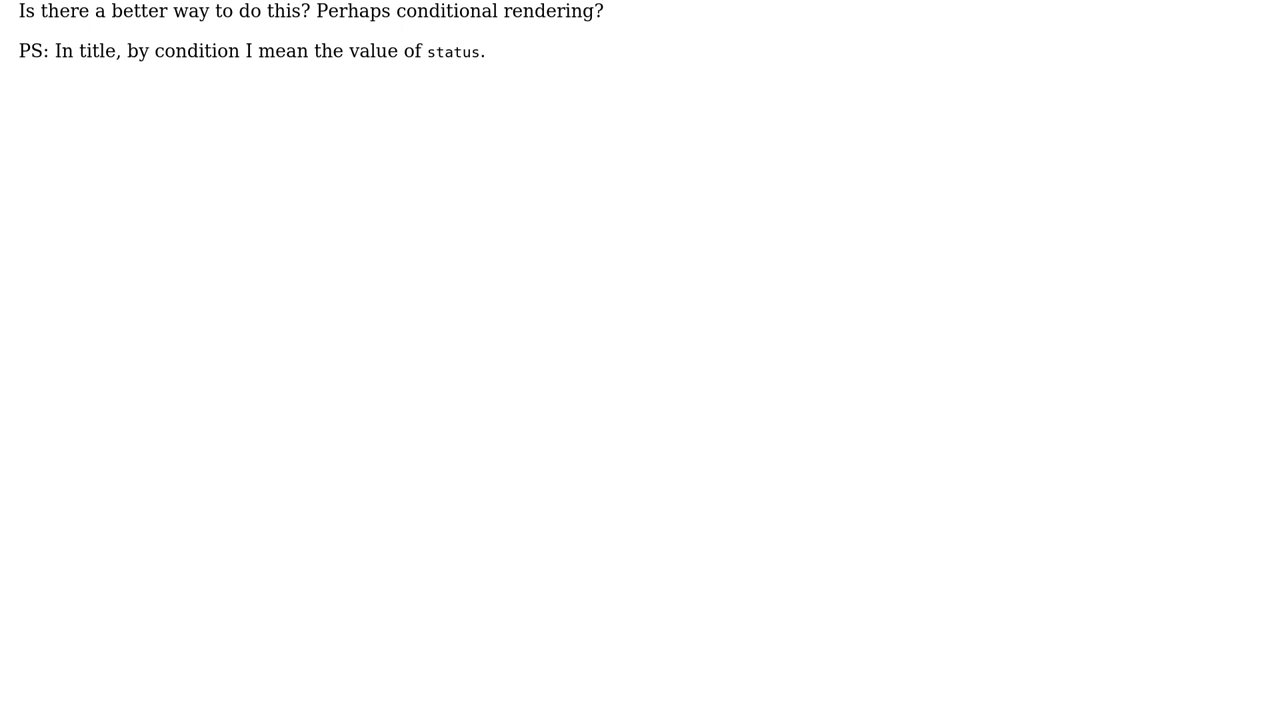 Is there a better way to do this? Perhaps conditional rendering?
PS: In title, by condition I mean the value of status.